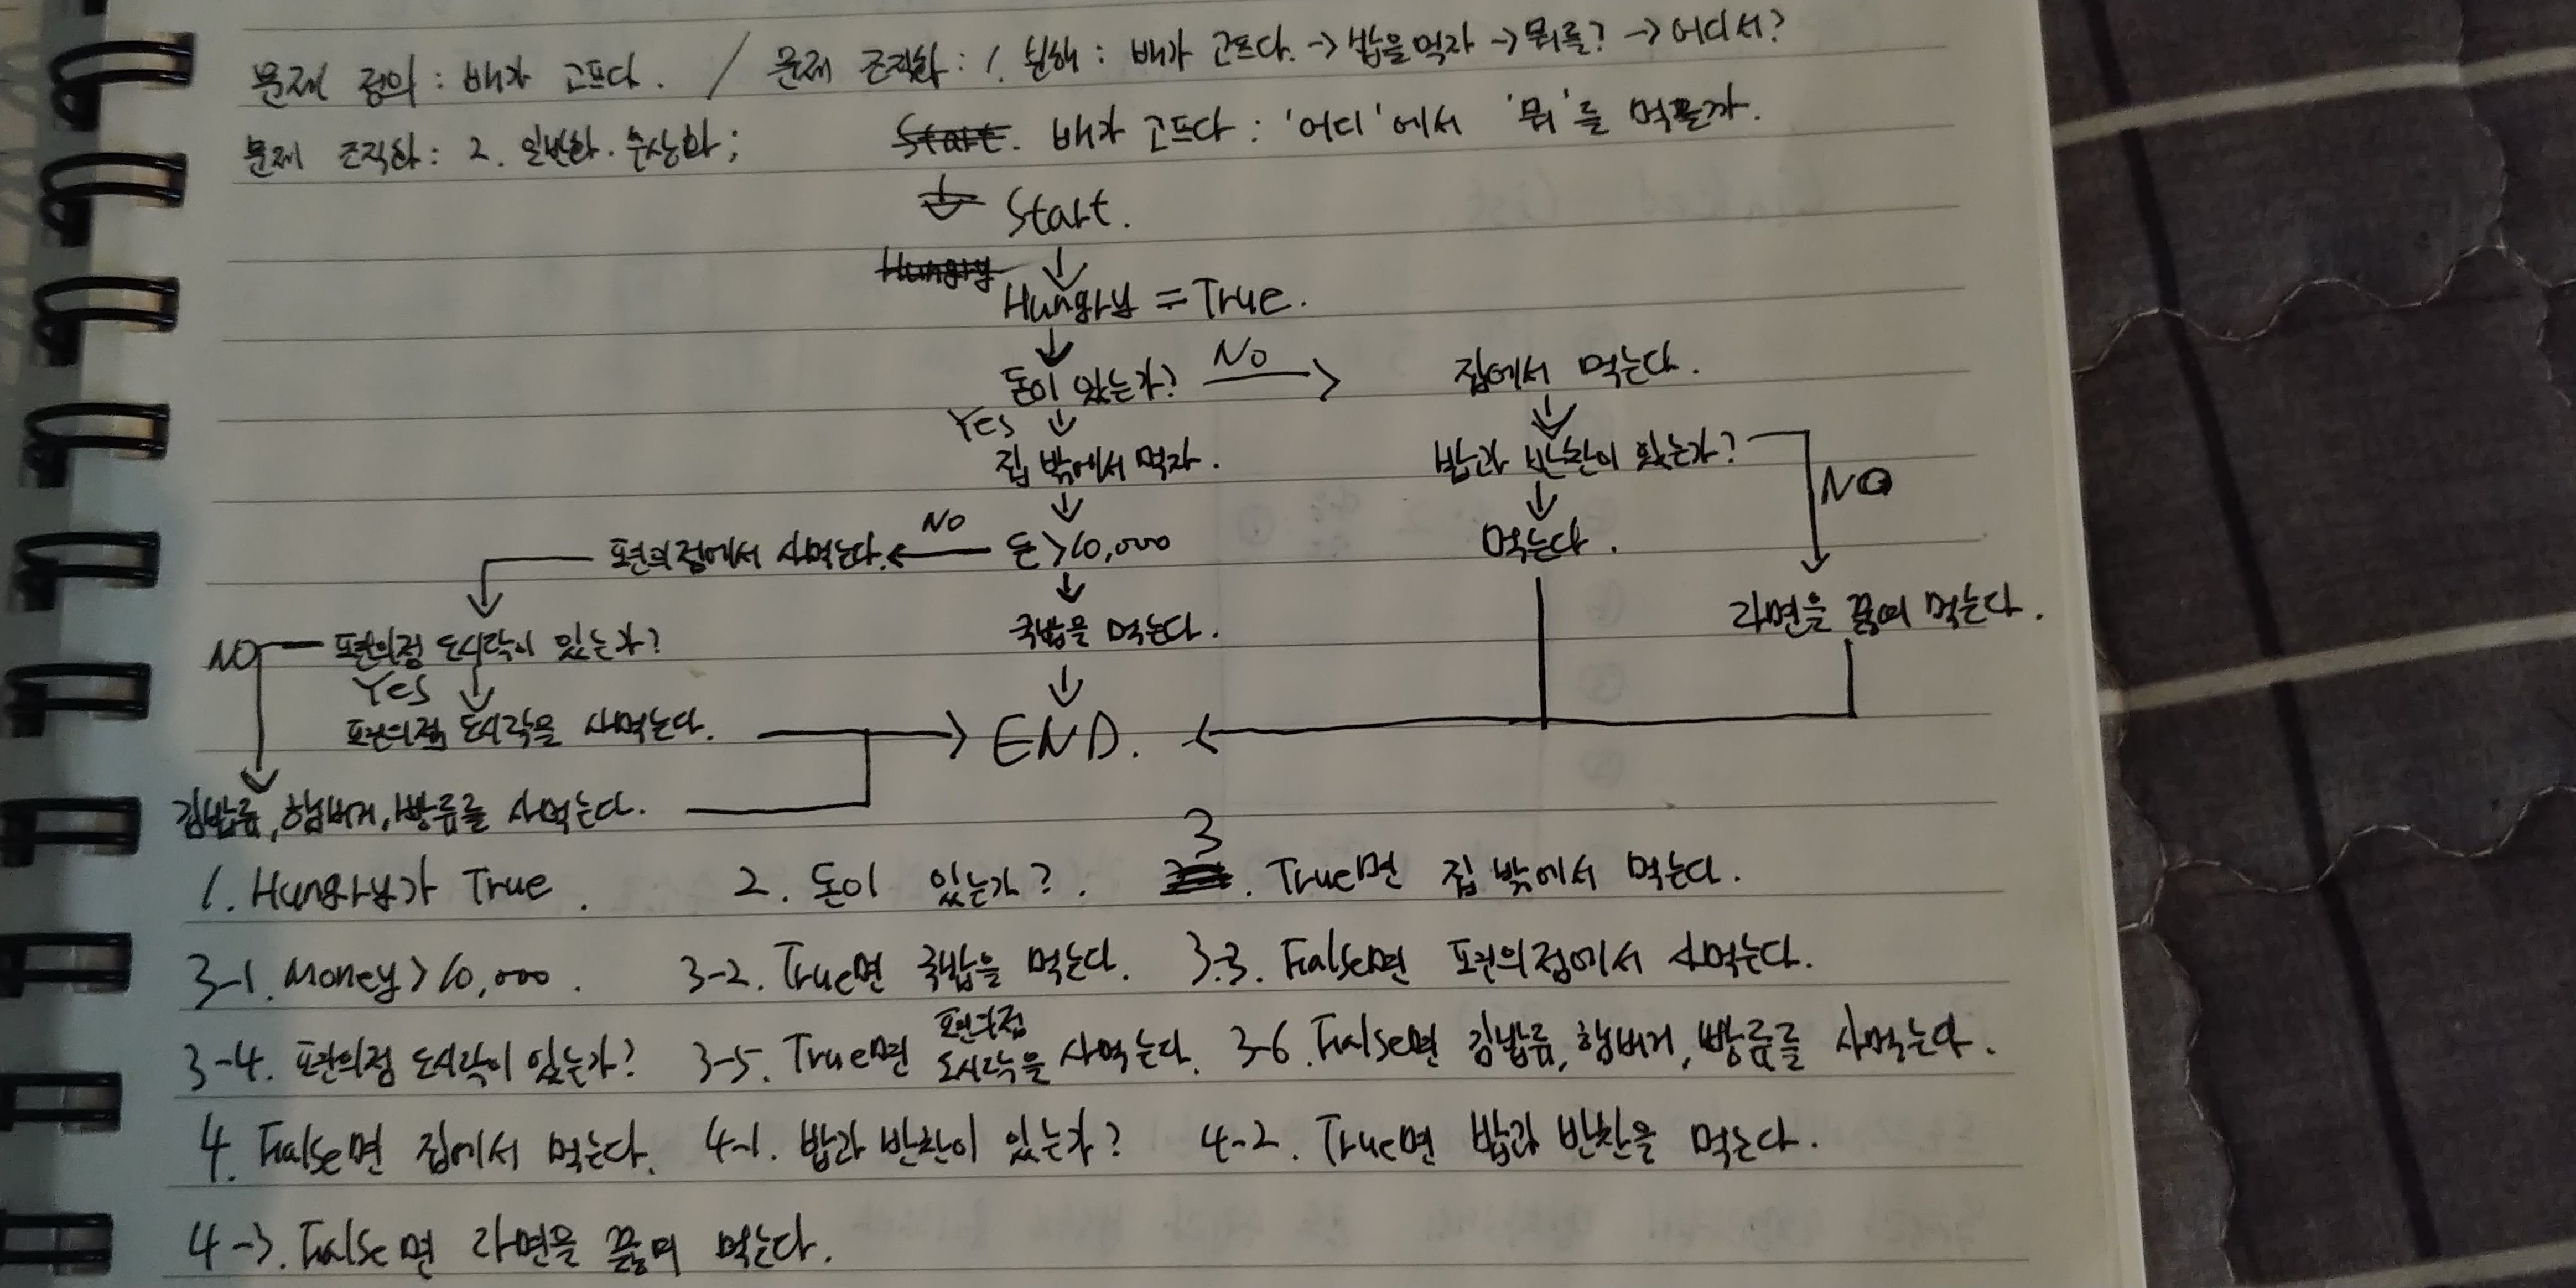 문제 정의 : 배가 고프다. / 문제 조직화 : 1. 분해 : 배가 고프다. → 밥을 먹자 → 뭐를? → 어디서?
문제 조직화 : 2. 일반화. 추상화; Start. 배가 고프다 : '어디'에서 '뭐'를 먹을까.
↓ Start.
Hungry ↓
Hungry = True.
↓
돈이 있는가? NO → 집에서 먹는다.
Yes ↓ ↓
집 밖에서 먹자. 밥과 반찬이 있는가? NO
↓ ↓
편의점에서 사먹는다. ← NO 돈 > 10,000 먹는다.
↓ ↓
NO 편의점 도시락이 있는가? 국밥을 먹는다. 라면을 끓여 먹는다.
Yes ↓ ↓
편의점 도시락을 사먹는다. → END. ←
김밥류, 햄버거, 빵류를 사먹는다.
1. Hungry가 True. 2. 돈이 있는가?. 3. True면 집 밖에서 먹는다.
3-1. Money > 10,000. 3-2. True면 국밥을 먹는다. 3-3. False면 편의점에서 사먹는다.
3-4. 편의점 도시락이 있는가? 3-5. True면 편의점 도시락을 사먹는다. 3-6. False면 김밥류, 햄버거, 빵류를 사먹는다.
4. False면 집에서 먹는다. 4-1. 밥과 반찬이 있는가? 4-2. True면 밥과 반찬을 먹는다.
4-3. False면 라면을 끓여 먹는다.